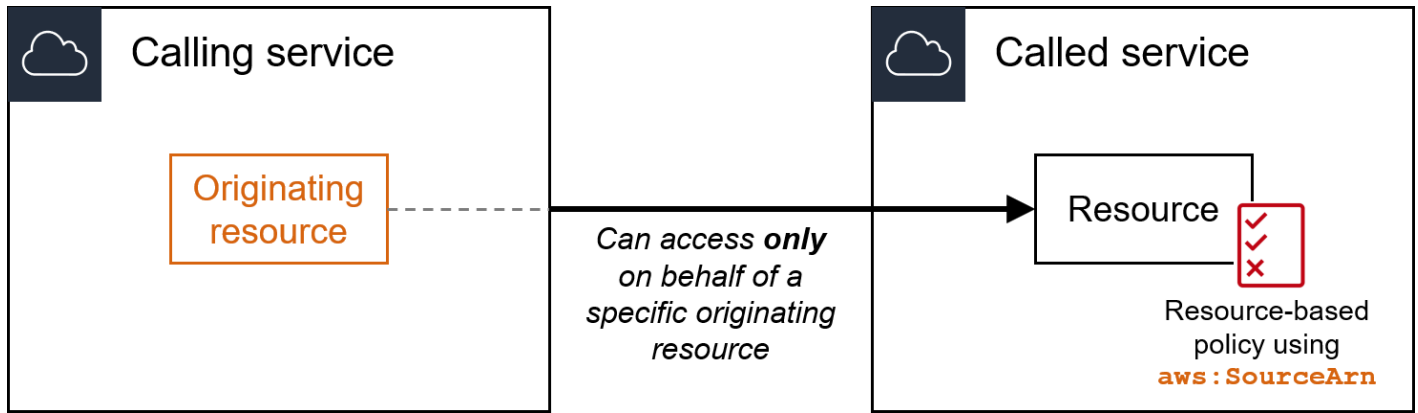 Calling service
Originating
resource
Can access only
on behalf of a
specific originating
resource
Called service
Resource
Resource-based
policy using
aws:SourceArn